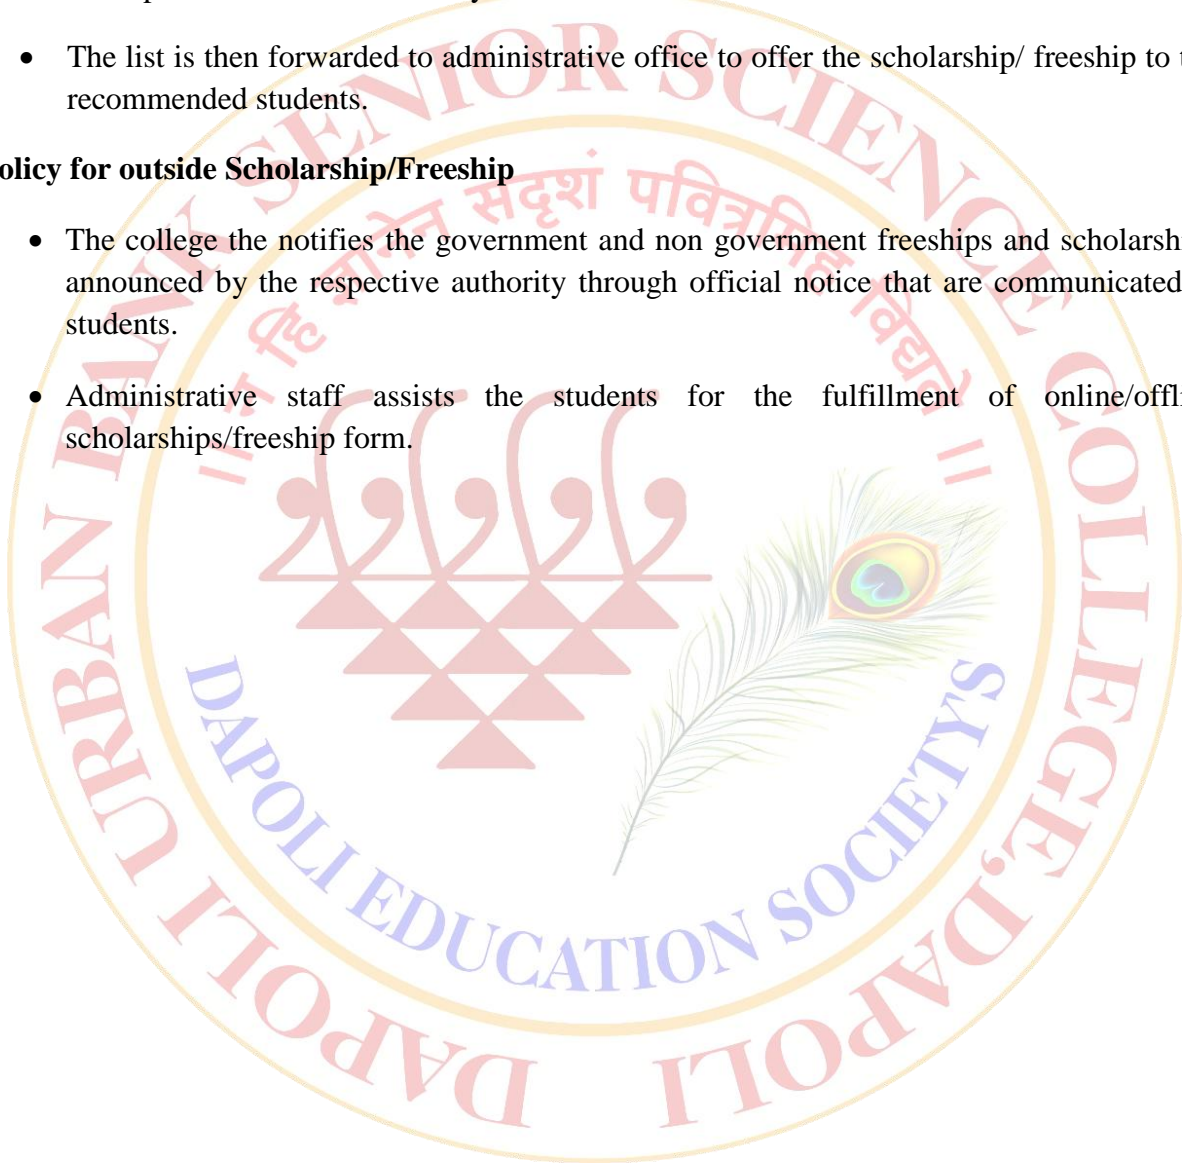 • The list is then forwarded to administrative office to offer the scholarship/ freeship to t
recommended students.
olicy for outside Scholarship/Freeship
• The college the notifies the government and non government freeships and scholarshi
announced by the respective authority through official notice that are communicated
students.
• Administrative staff assists the students for the fulfillment of online/offli
scholarships/freeship form.
DAPOLI URBAN BANK SENIOR SCIENCE COLLEGE, DAPOLI
॥ न हि ज्ञानेन सदृशं पवित्रमिह विद्यते ॥
DAPOLI EDUCATION SOCIETY'S